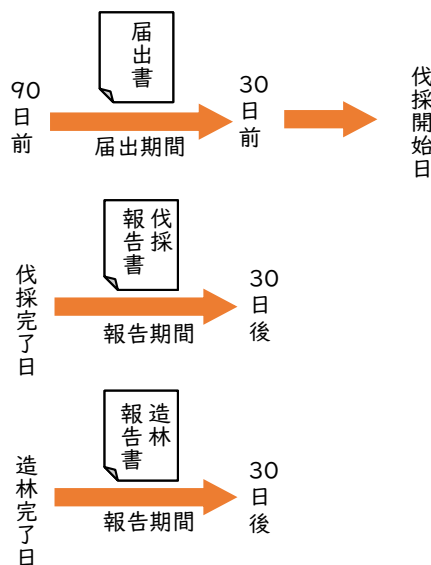 届出書
90日前
届出期間
30日前
伐採開始日
伐採報告書
伐採完了日
報告期間
30日後
造林報告書
造林完了日
報告期間
30日後